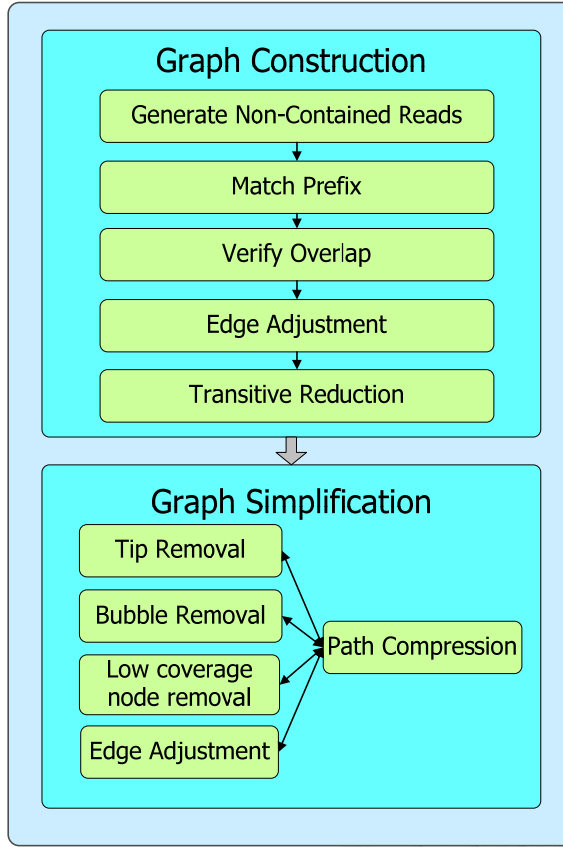 Graph Construction
Generate Non-Contained Reads
Match Prefix
Verify Overlap
Edge Adjustment
Transitive Reduction
Graph Simplification
Tip Removal
Bubble Removal
Low coverage
node removal
Edge Adjustment
Path Compression